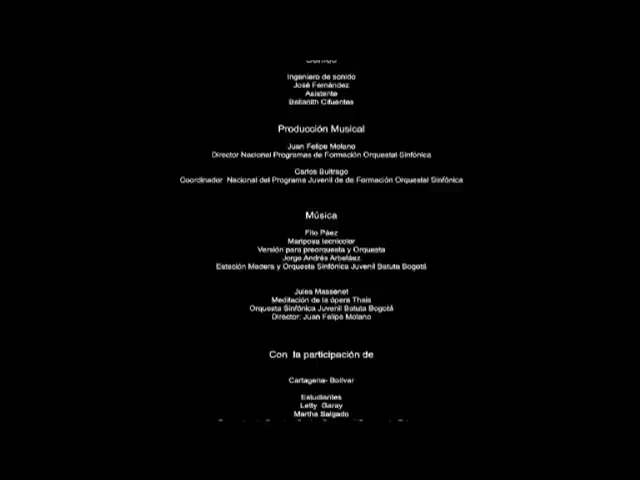 Sonido
Ingeniero de sonido
José Fernández
Asistente
Belianith Cifuentes
Producción Musical
Juan Felipe Molano
Director Nacional Programas de Formación Orquestal Sinfónica
Carlos Buitrago
Coordinador Nacional del Programa Juvenil de de Formación Orquestal Sinfónica
Música
Fito Páez
Mariposa tecnicolor
Versión para preorquesta y Orquesta
Jorge Andrés Arbeláez
Estación Madera y Orquesta Sinfónica Juvenil Batuta Bogotá
Jules Massenet
Meditación de la ópera Thais
Orquesta Sinfónica Juvenil Batuta Bogotá
Director: Juan Felipe Molano
Con la participación de
Cartagena- Bolívar
Estudiantes
Letty Garay
Martha Salgado